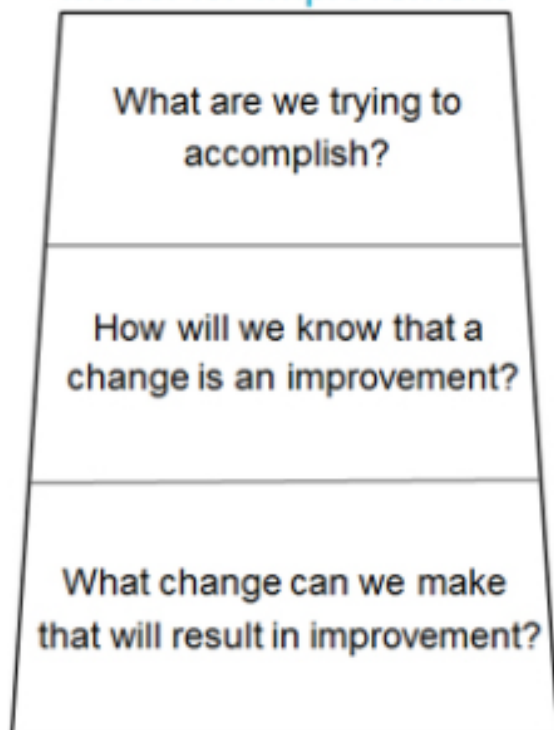 What are we trying to
accomplish?
How will we know that a
change is an improvement?
What change can we make
that will result in improvement?